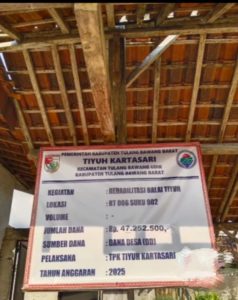 PEMERINTAH KABUPATEN TULANG BAWANG BARAT
TIYUH KARTASARI
KECAMATAN TULANG BAWANG UDIK
KABUPATEN TULANG BAWANG BARAT
KEGIATAN : REHABILITASI BALAI TIYUH
LOKASI : RT 006 SUKU 002
VOLUME : -
JUMLAH DANA : Rp. 47.252.500,-
SUMBER DANA : DANA DESA (DD)
PELAKSANA : TPK TIYUH KARTASARI
TAHUN ANGGARAN : 2025